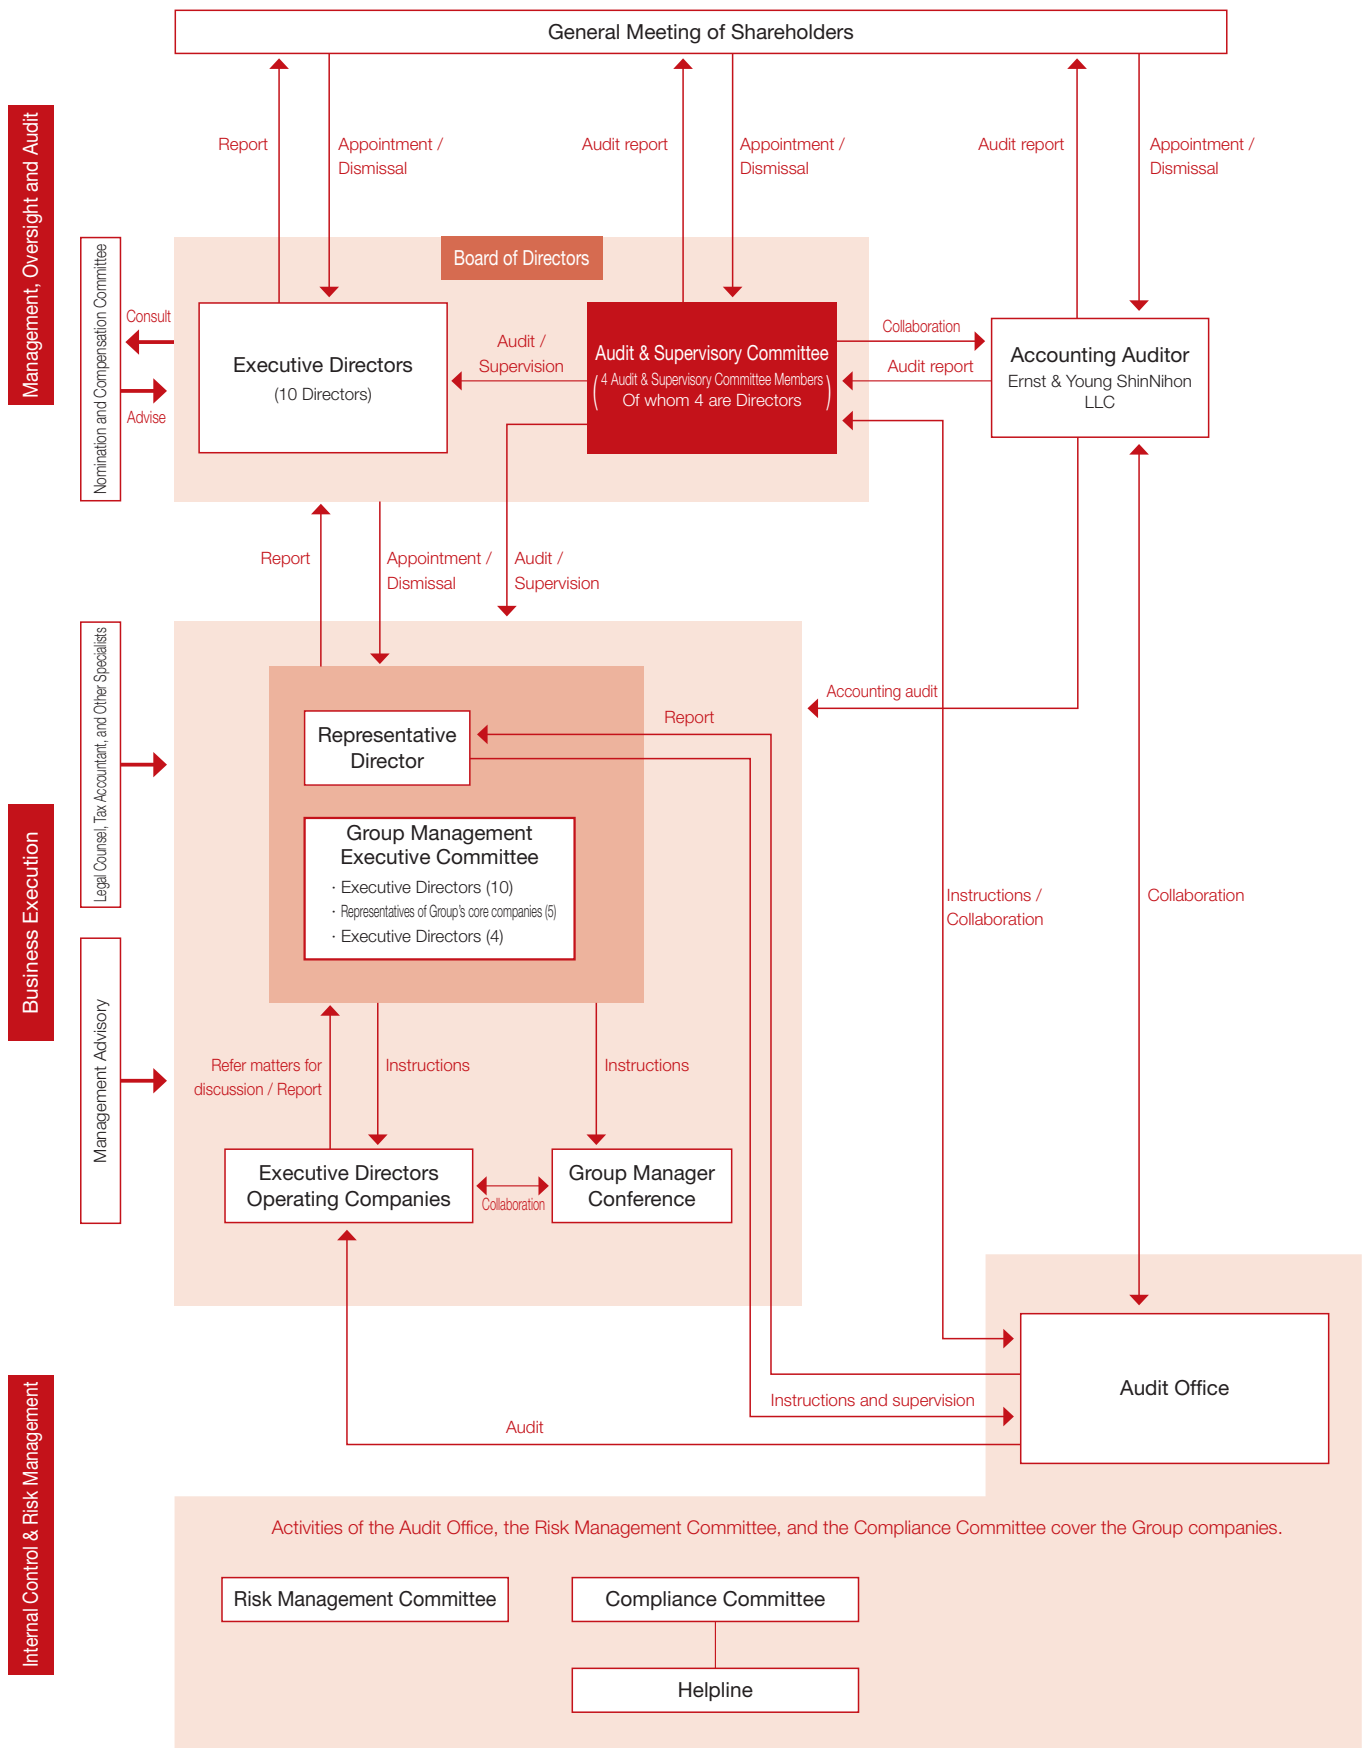 General Meeting of Shareholders
Management, Oversight and Audit
Report
Appointment /
Dismissal
Audit report
Appointment /
Dismissal
Audit report
Appointment /
Dismissal
Nomination and Compensation Committee
Consult
Advise
Board of Directors
Executive Directors
(10 Directors)
Audit /
Supervision
Audit & Supervisory Committee
(4 Audit & Supervisory Committee Members
Of whom 4 are Directors)
Collaboration
Audit report
Accounting Auditor
Ernst & Young ShinNihon
LLC
Report
Appointment /
Dismissal
Audit /
Supervision
Business Execution
Legal Counsel, Tax Accountant, and Other Specialists
Management Advisory
Accounting audit
Report
Representative
Director
Group Management
Executive Committee
· Executive Directors (10)
· Representatives of Group's core companies (5)
· Executive Directors (4)
Instructions /
Collaboration
Collaboration
Refer matters for
discussion / Report
Instructions
Instructions
Executive Directors
Operating Companies
Collaboration
Group Manager
Conference
Internal Control & Risk Management
Audit Office
Instructions and supervision
Audit
Activities of the Audit Office, the Risk Management Committee, and the Compliance Committee cover the Group companies.
Risk Management Committee
Compliance Committee
Helpline